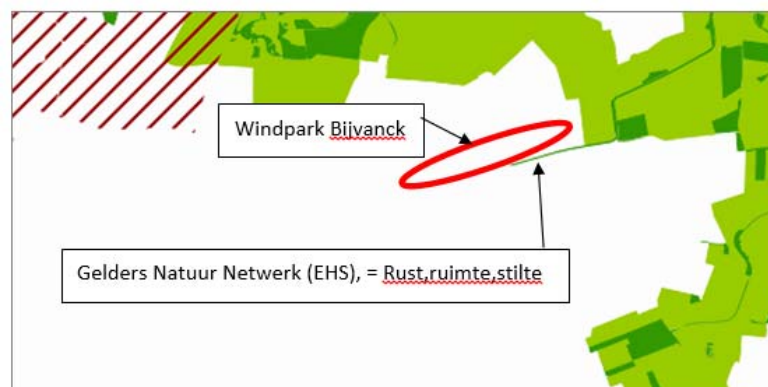 Windpark Bijvanck
Gelders Natuur Netwerk (EHS), = Rust,ruimte,stilte